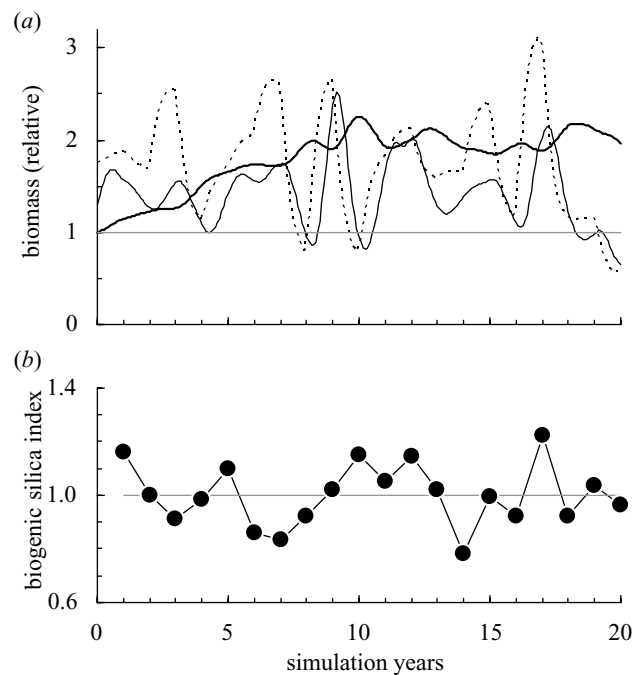 (a)
3
2
1
0
biomass (relative)
(b)
1.4
1.0
0.6
biogenic silica index
0 5 10 15 20
simulation years